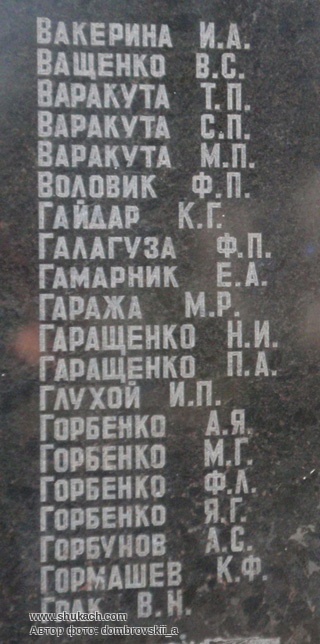 ВАКЕРИНА И.А.
ВАЩЕНКО В.С.
ВАРАКУТА Т.П.
ВАРАКУТА С.П.
ВАРАКУТА М.П.
ВОЛОВИК Ф.П.
ГАЙДАР К.Г.
ГАЛАГУЗА Ф.П.
ГАМАРНИК Е.А.
ГАРАЖА М.Р.
ГАРАЩЕНКО Н.И.
ГАРАЩЕНКО П.А.
ГЛУХОЙ И.П.
ГОРБЕНКО А.Я.
ГОРБЕНКО М.Г.
ГОРБЕНКО Ф.Л.
ГОРБЕНКО Я.Г.
ГОРБУНОВ А.С.
ГОРМАШЕВ К.Ф.
В.Н.
www.shukach.com
Автор фото: dombrovskii_a